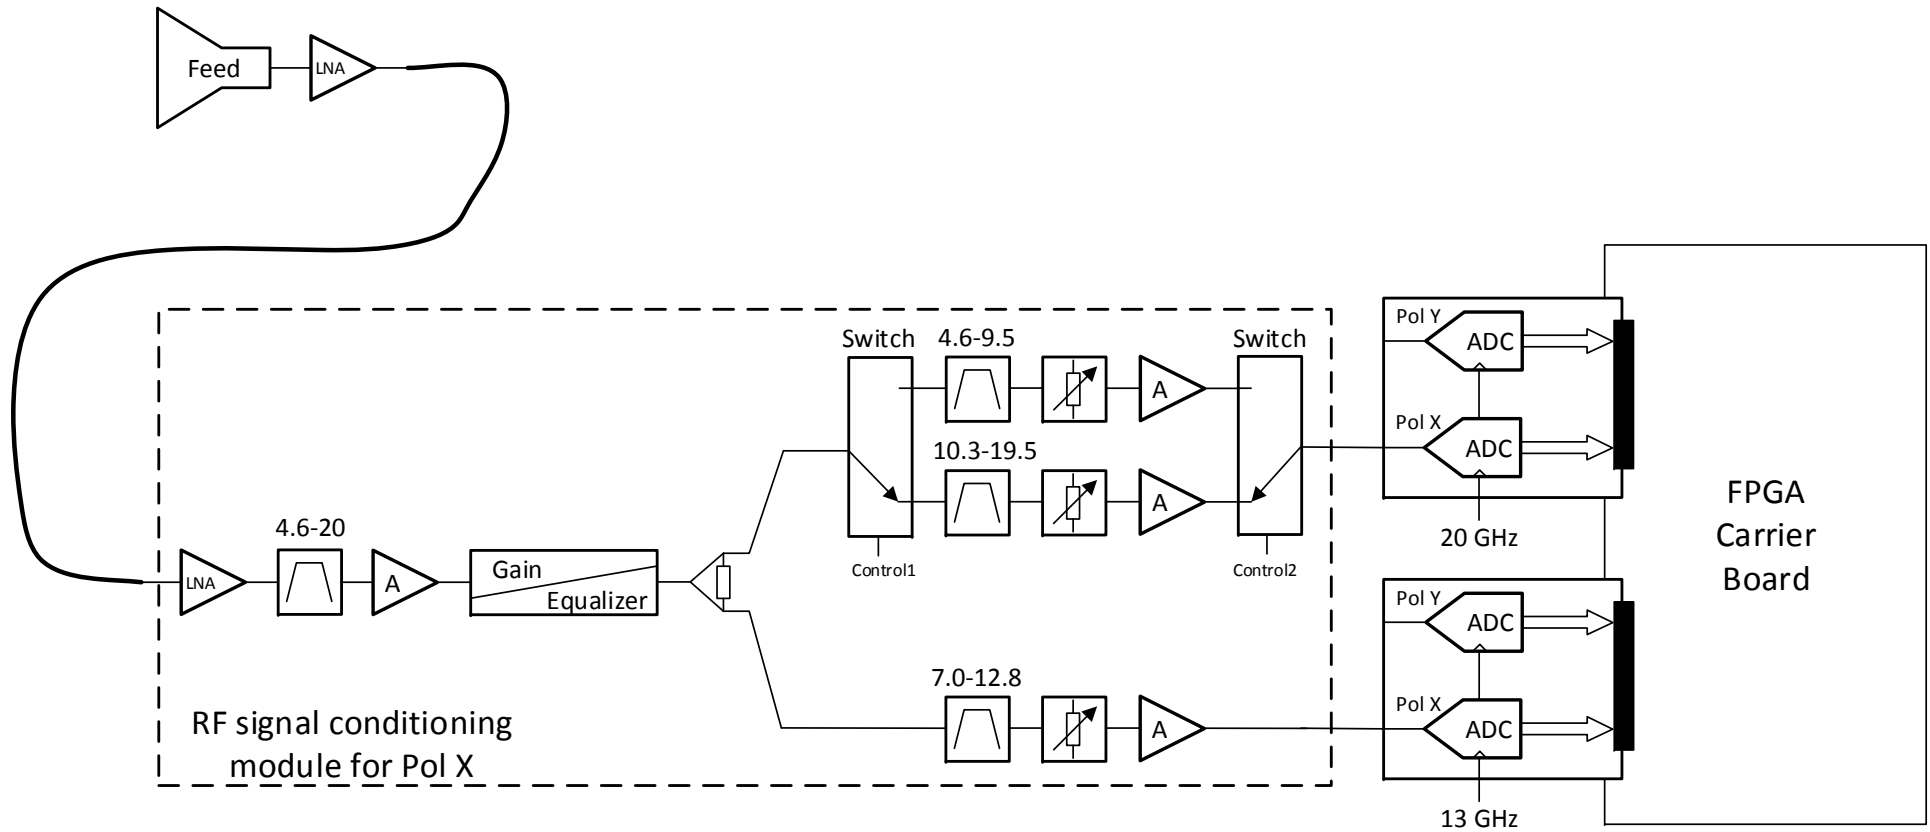 Feed
LNA
Switch
4.6-9.5
Switch
A
10.3-19.5
A
Control1
Control2
4.6-20
LNA
A
Gain
Equalizer
7.0-12.8
A
RF signal conditioning
module for Pol X
Pol Y
ADC
Pol X
ADC
20 GHz
Pol Y
ADC
Pol X
ADC
13 GHz
FPGA
Carrier
Board